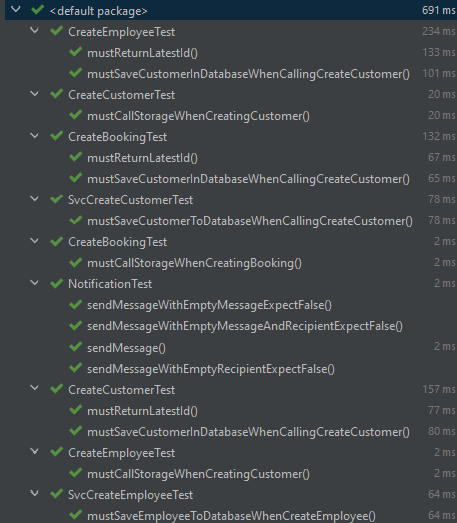 <default package> 691 ms
CreateEmployeeTest 234 ms
mustReturnLatestId() 133 ms
mustSaveCustomerInDatabaseWhenCallingCreateCustomer() 101 ms
CreateCustomerTest 20 ms
mustCallStorageWhenCreatingCustomer() 20 ms
CreateBookingTest 132 ms
mustReturnLatestId() 67 ms
mustSaveCustomerInDatabaseWhenCallingCreateCustomer() 65 ms
SvcCreateCustomerTest 78 ms
mustSaveCustomerToDatabaseWhenCallingCreateCustomer() 78 ms
CreateBookingTest 2 ms
mustCallStorageWhenCreatingBooking() 2 ms
NotificationTest 2 ms
sendMessageWithEmptyMessageExpectFalse()
sendMessageWithEmptyMessageAndRecipientExpectFalse()
sendMessage() 2 ms
sendMessageWithEmptyRecipientExpectFalse()
CreateCustomerTest 157 ms
mustReturnLatestId() 77 ms
mustSaveCustomerInDatabaseWhenCallingCreateCustomer() 80 ms
CreateEmployeeTest 2 ms
mustCallStorageWhenCreatingCustomer() 2 ms
SvcCreateEmployeeTest 64 ms
mustSaveEmployeeToDatabaseWhenCreateEmployee() 64 ms